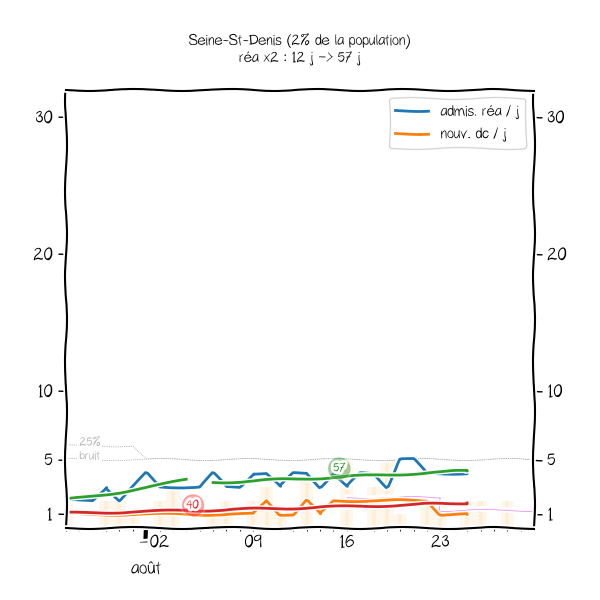 Seine-St-Denis (2% de la population)
réa x2 : 12 j -> 57 j
admis. réa / j
nouv. dc / j
30
30
20
20
10
10
25%
bruit
5
57
5
40
1
1
02
09
16
23
août